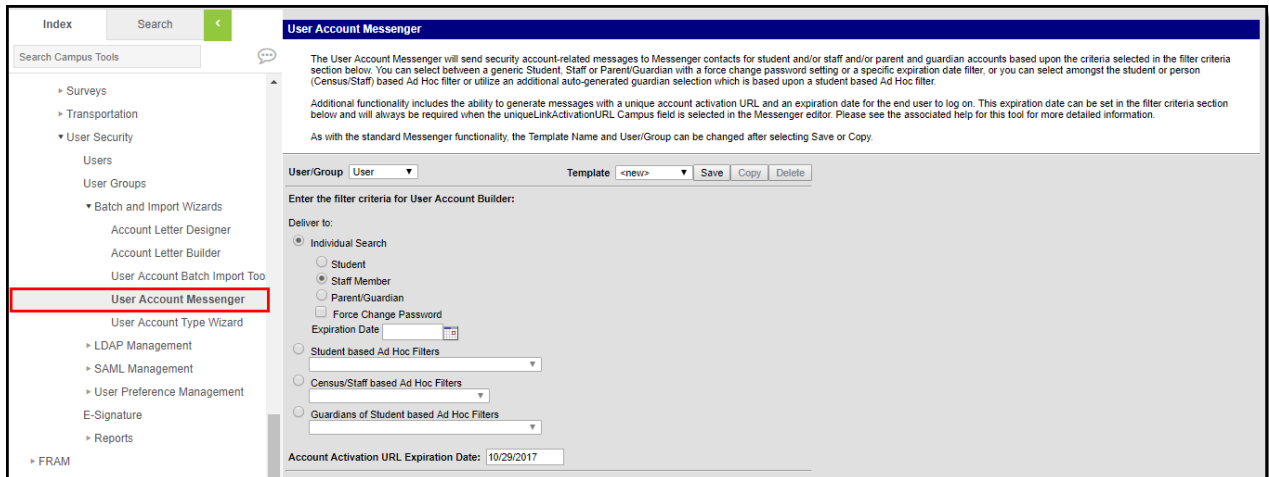 Index
Search
Search Campus Tools
Surveys
Transportation
User Security
Users
User Groups
Batch and Import Wizards
Account Letter Designer
Account Letter Builder
User Account Batch Import Too
User Account Messenger
User Account Type Wizard
LDAP Management
SAML Management
User Preference Management
E-Signature
Reports
FRAM
User Account Messenger
The User Account Messenger will send security account-related messages to Messenger contacts for student and/or staff and/or parent and guardian accounts based upon the criteria selected in the filter criteria
section below. You can select between a generic Student, Staff or Parent/Guardian with a force change password setting or a specific expiration date filter, or you can select amongst the student or person
(Census/Staff) based Ad Hoc filter or utilize an additional auto-generated guardian selection which is based upon a student based Ad Hoc filter.
Additional functionality includes the ability to generate messages with a unique account activation URL and an expiration date for the end user to log on. This expiration date can be set in the filter criteria section
below and will always be required when the uniqueLinkActivationURL Campus field is selected in the Messenger editor. Please see the associated help for this tool for more detailed information.
As with the standard Messenger functionality, the Template Name and User/Group can be changed after selecting Save or Copy.
User/Group User Template <new> Save Copy Delete
Enter the filter criteria for User Account Builder:
Deliver to:
Individual Search
Student
Staff Member
Parent/Guardian
Force Change Password
Expiration Date
Student based Ad Hoc Filters
Census/Staff based Ad Hoc Filters
Guardians of Student based Ad Hoc Filters
Account Activation URL Expiration Date: 10/29/2017